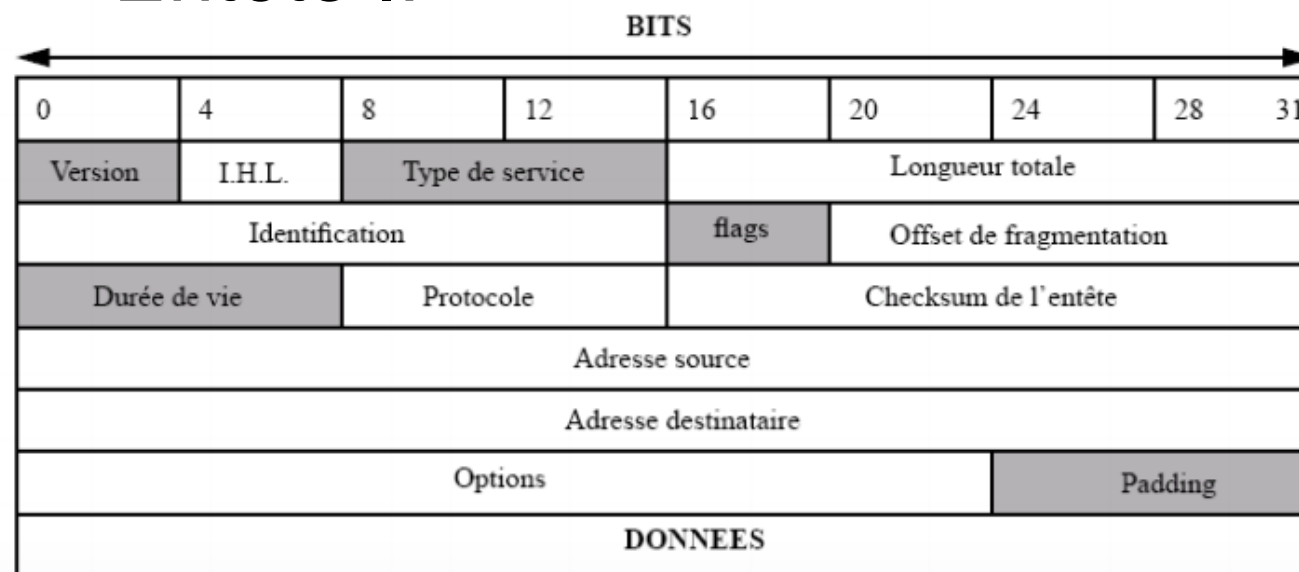 BITS
0 4 8 12 16 20 24 28 31
Version I.H.L. Type de service Longueur totale
Identification flags Offset de fragmentation
Durée de vie Protocole Checksum de l'entête
Adresse source
Adresse destinataire
Options Padding
DONNEES